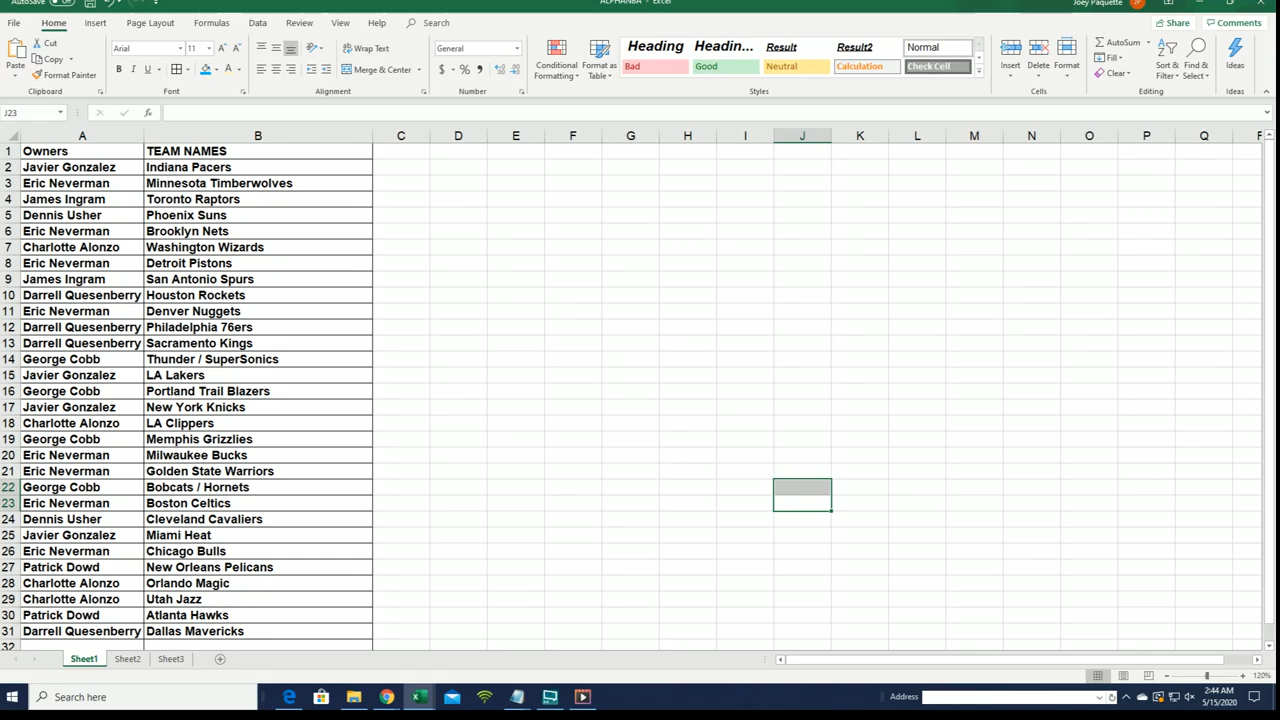 AutoSave Off ALPHANBA - Excel Joey Paquette JP
File Home Insert Page Layout Formulas Data Review View Help Search Share Comments
Cut Arial 11 Wrap Text General Heading Headin... Result Result2 Normal AutoSum
Copy Fill
Paste Format Painter B I U A Merge & Center $ % Conditional Formatting Format as Table Bad Good Neutral Calculation Check Cell Insert Delete Format Clear Sort & Filter Find & Select Ideas
Clipboard Font Alignment Number Styles Cells Editing Ideas
J23 fx
A B C D E F G H I J K L M N O P Q
1 Owners TEAM NAMES
2 Javier Gonzalez Indiana Pacers
3 Eric Neverman Minnesota Timberwolves
4 James Ingram Toronto Raptors
5 Dennis Usher Phoenix Suns
6 Eric Neverman Brooklyn Nets
7 Charlotte Alonzo Washington Wizards
8 Eric Neverman Detroit Pistons
9 James Ingram San Antonio Spurs
10 Darrell Quesenberry Houston Rockets
11 Eric Neverman Denver Nuggets
12 Darrell Quesenberry Philadelphia 76ers
13 Darrell Quesenberry Sacramento Kings
14 George Cobb Thunder / SuperSonics
15 Javier Gonzalez LA Lakers
16 George Cobb Portland Trail Blazers
17 Javier Gonzalez New York Knicks
18 Charlotte Alonzo LA Clippers
19 George Cobb Memphis Grizzlies
20 Eric Neverman Milwaukee Bucks
21 Eric Neverman Golden State Warriors
22 George Cobb Bobcats / Hornets
23 Eric Neverman Boston Celtics
24 Dennis Usher Cleveland Cavaliers
25 Javier Gonzalez Miami Heat
26 Eric Neverman Chicago Bulls
27 Patrick Dowd New Orleans Pelicans
28 Charlotte Alonzo Orlando Magic
29 Charlotte Alonzo Utah Jazz
30 Patrick Dowd Atlanta Hawks
31 Darrell Quesenberry Dallas Mavericks
32
Sheet1 Sheet2 Sheet3
120%
Search here Address 2:44 AM
5/15/2020